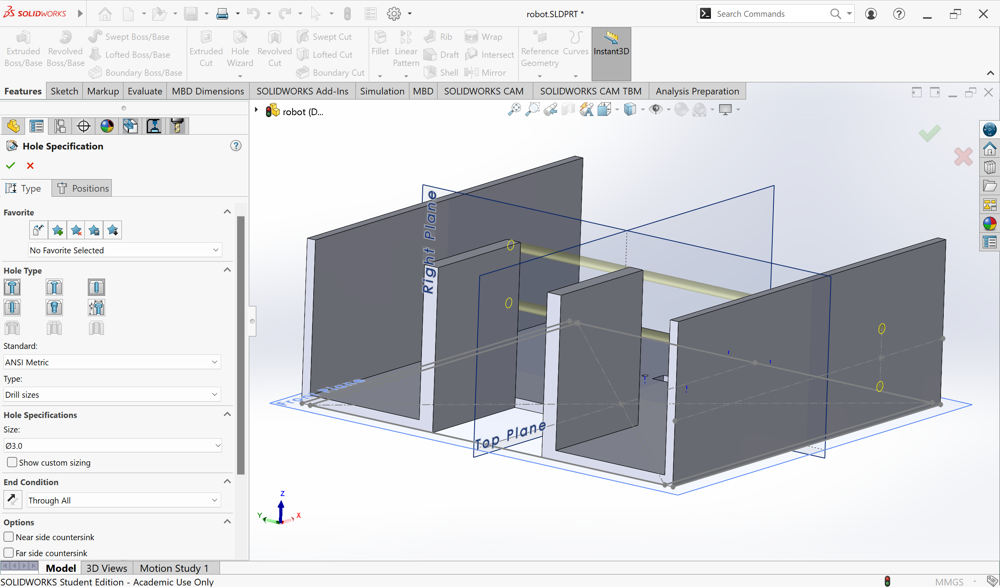 SOLIDWORKS
robot.SLDPRT *
Search Commands
Extruded Boss/Base
Revolved Boss/Base
Swept Boss/Base
Lofted Boss/Base
Boundary Boss/Base
Extruded Cut
Hole Wizard
Revolved Cut
Swept Cut
Lofted Cut
Boundary Cut
Fillet
Linear Pattern
Rib
Draft
Shell
Wrap
Intersect
Mirror
Reference Geometry
Curves
Instant3D
Features
Sketch
Markup
Evaluate
MBD Dimensions
SOLIDWORKS Add-Ins
Simulation
MBD
SOLIDWORKS CAM
SOLIDWORKS CAM TBM
Analysis Preparation
robot (D...
Hole Specification
Type
Positions
Favorite
No Favorite Selected
Hole Type
Standard:
ANSI Metric
Type:
Drill sizes
Hole Specifications
Size:
Ø3.0
Show custom sizing
End Condition
Through All
Options
Near side countersink
Far side countersink
Right Plane
Front Plane
Top Plane
Z
Y
X
Model
3D Views
Motion Study 1
SOLIDWORKS Student Edition - Academic Use Only
MMGS